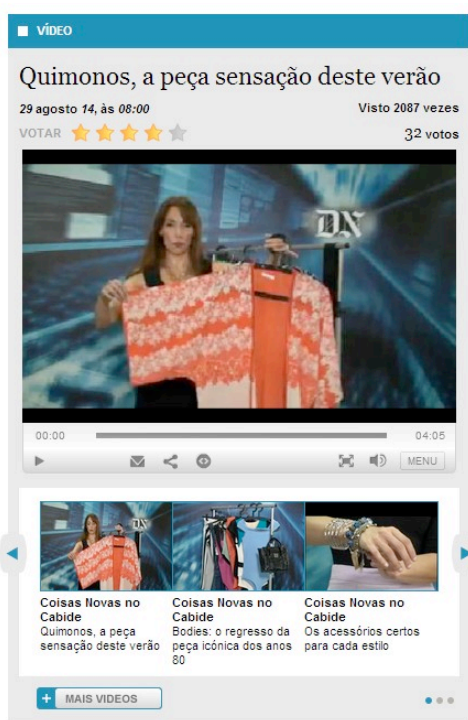 VÍDEO
Quimonos, a peça sensação deste verão
29 agosto 14, às 08:00
Visto 2087 vezes
VOTAR
32 votos
DN
00:00
04:05
MENU
DN
Coisas Novas no
Cabide
Quimonos, a peça
sensação deste verão
Coisas Novas no
Cabide
Bodies: o regresso da
peça icónica dos anos
80
Coisas Novas no
Cabide
Os acessórios certos
para cada estilo
+ MAIS VIDEOS